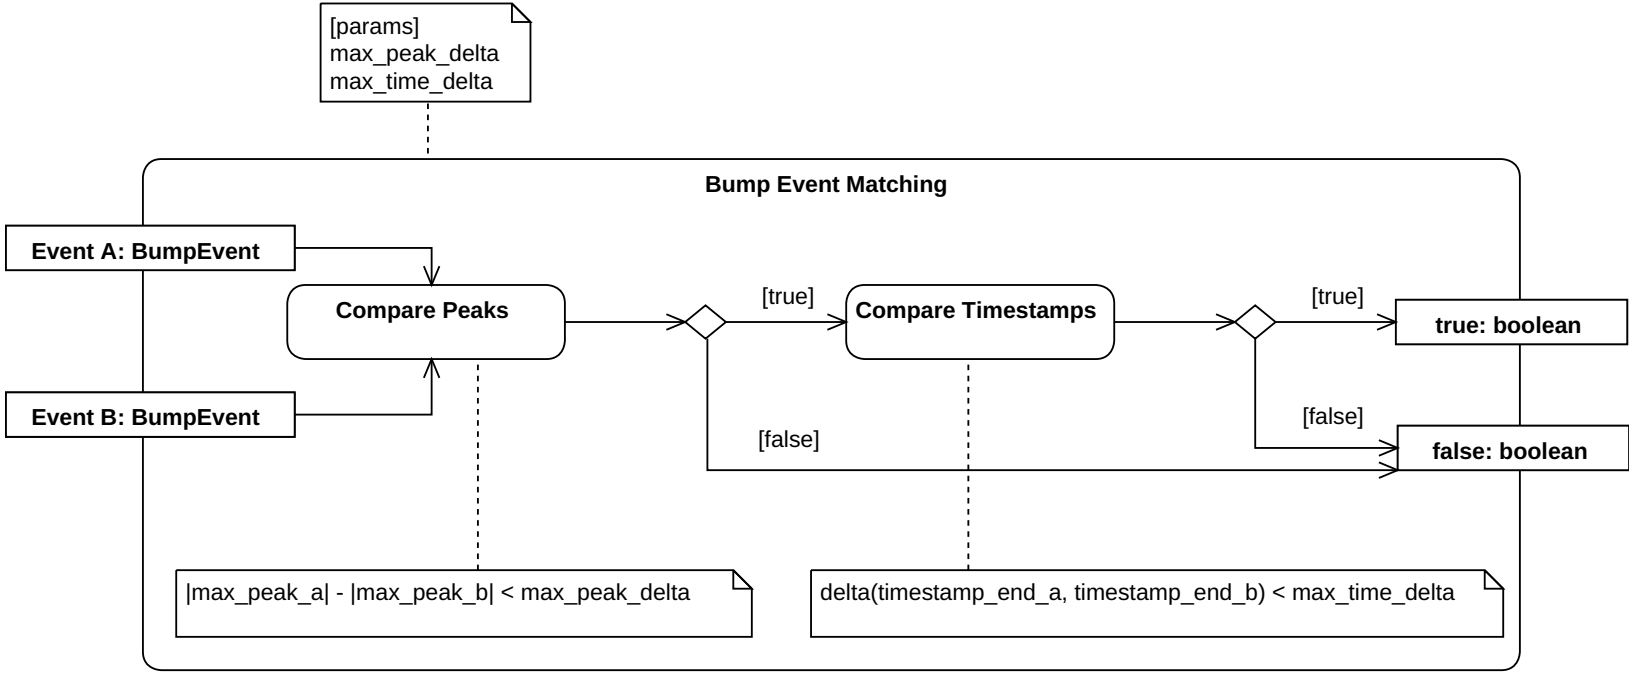 [params]
max_peak_delta
max_time_delta
Bump Event Matching
Event A: BumpEvent
Compare Peaks
[true]
Compare Timestamps
[true]
true: boolean
Event B: BumpEvent
[false]
[false]
false: boolean
|max_peak_a| - |max_peak_b| < max_peak_delta
delta(timestamp_end_a, timestamp_end_b) < max_time_delta